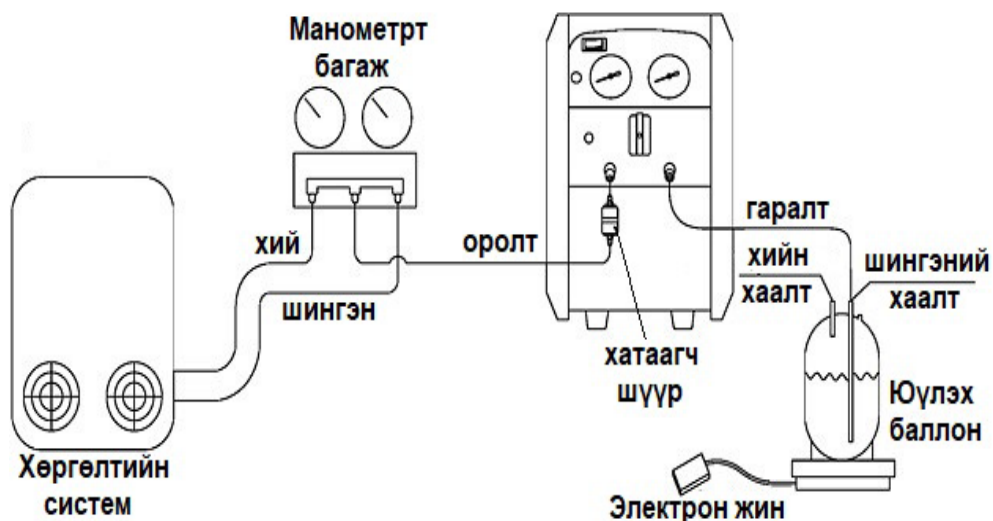 Манометрт
багаж
хий
шингэн
оролт
гаралт
хийн
хаалт
шингэний
хаалт
хатаагч
шүүр
Юүлэх
баллон
Хөргөлтийн
систем
Электрон жин